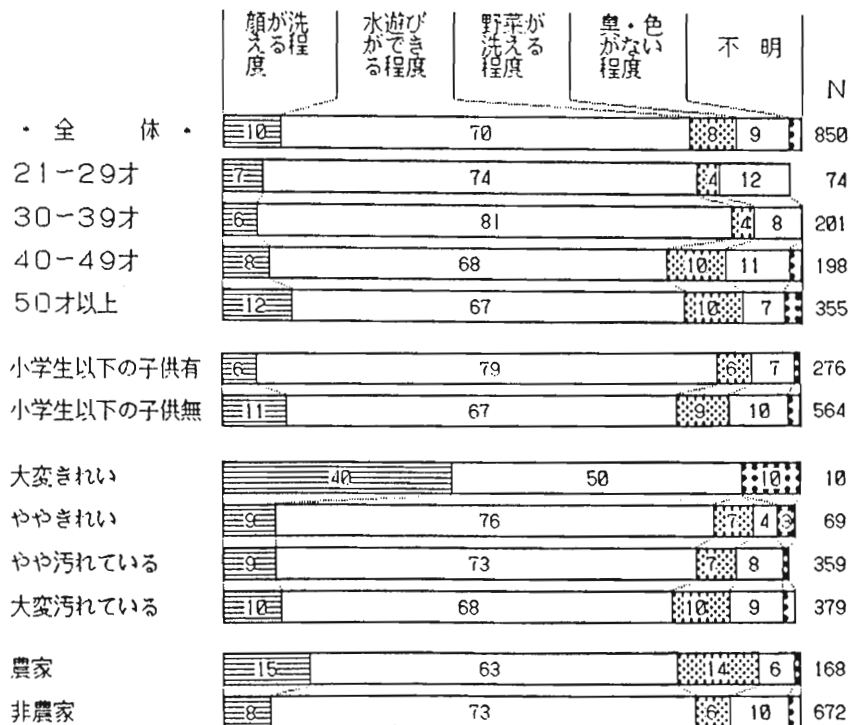 顔が洗える程度
水遊びができる程度
野菜が洗える程度
臭・色がない程度
不明
N
・全体・ 10 70 8 9 850
21-29才 7 74 4 12 74
30-39才 6 81 4 8 201
40-49才 8 68 10 11 198
50才以上 12 67 10 7 355
小学生以下の子供有 6 79 6 7 276
小学生以下の子供無 11 67 9 10 564
大変きれい 40 50 10 10
ややきれい 9 76 7 4 3 69
やや汚れている 9 73 7 8 359
大変汚れている 10 68 10 9 379
農家 15 63 14 6 168
非農家 8 73 6 10 672